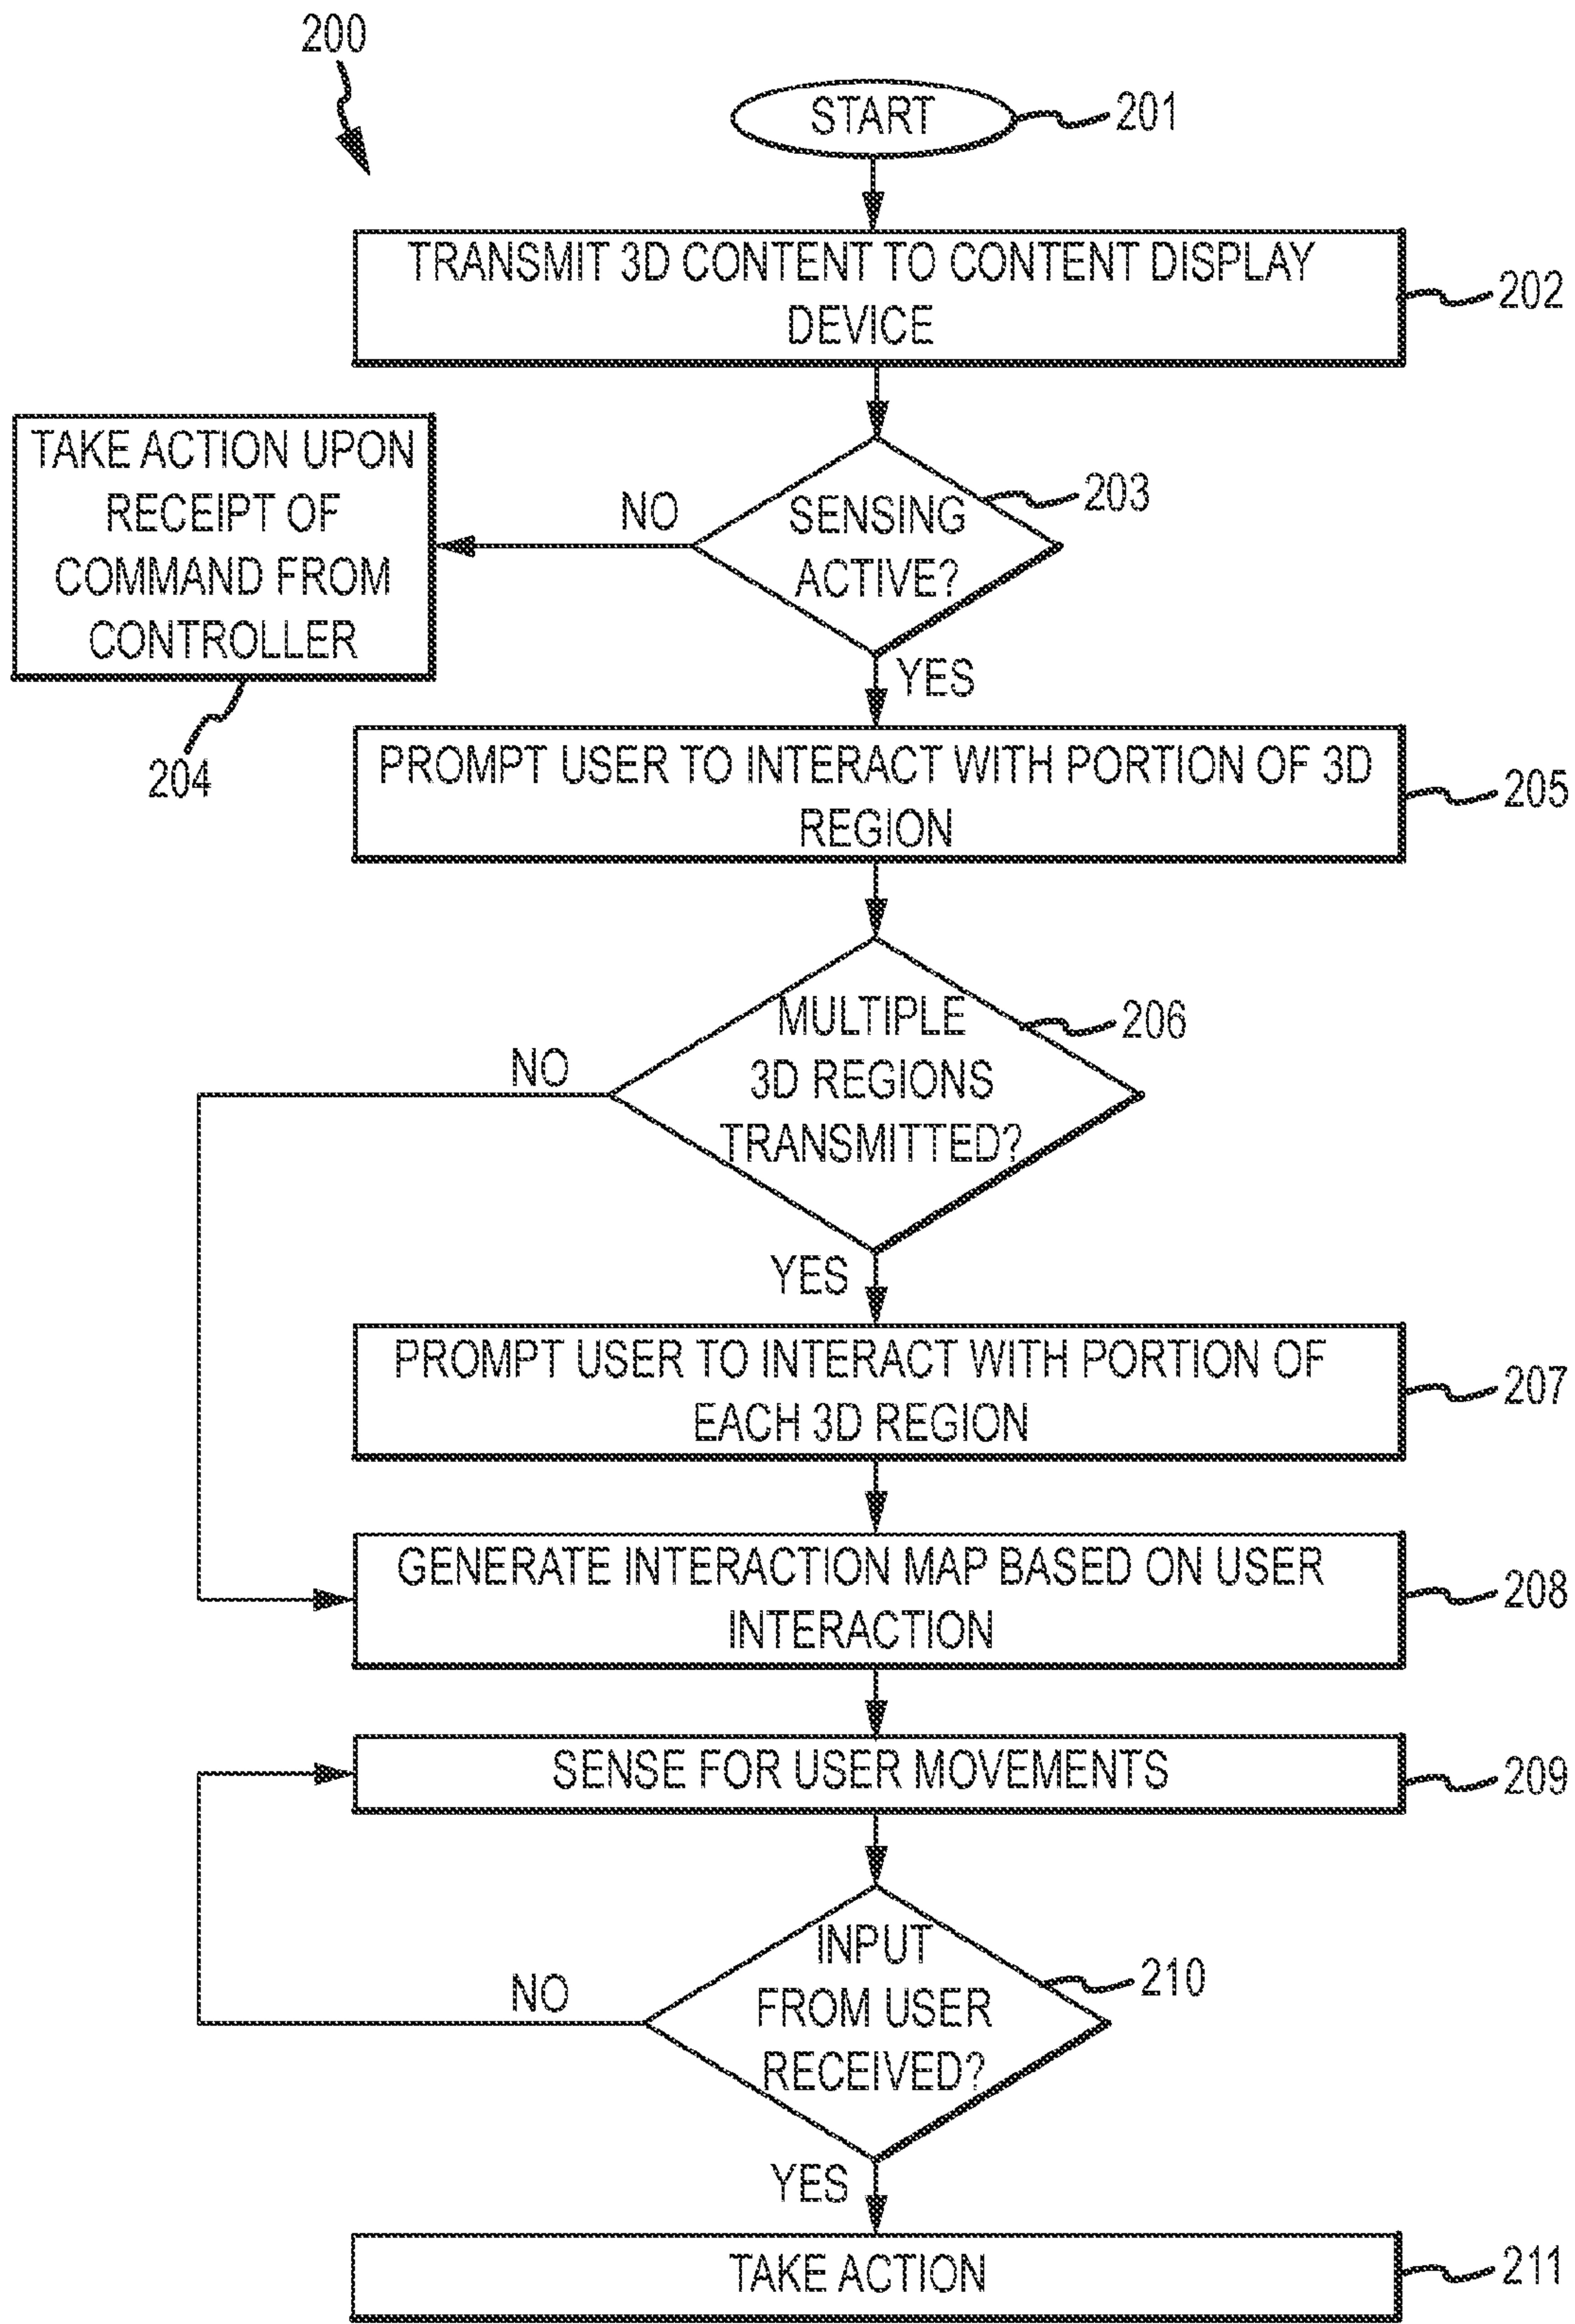 200
START
201
TRANSMIT 3D CONTENT TO CONTENT DISPLAY
DEVICE
202
TAKE ACTION UPON
RECEIPT OF
COMMAND FROM
CONTROLLER
204
NO
SENSING
ACTIVE?
203
YES
PROMPT USER TO INTERACT WITH PORTION OF 3D
REGION
205
MULTIPLE
3D REGIONS
TRANSMITTED?
206
NO
YES
PROMPT USER TO INTERACT WITH PORTION OF
EACH 3D REGION
207
GENERATE INTERACTION MAP BASED ON USER
INTERACTION
208
SENSE FOR USER MOVEMENTS
209
INPUT
FROM USER
RECEIVED?
210
NO
YES
TAKE ACTION
211